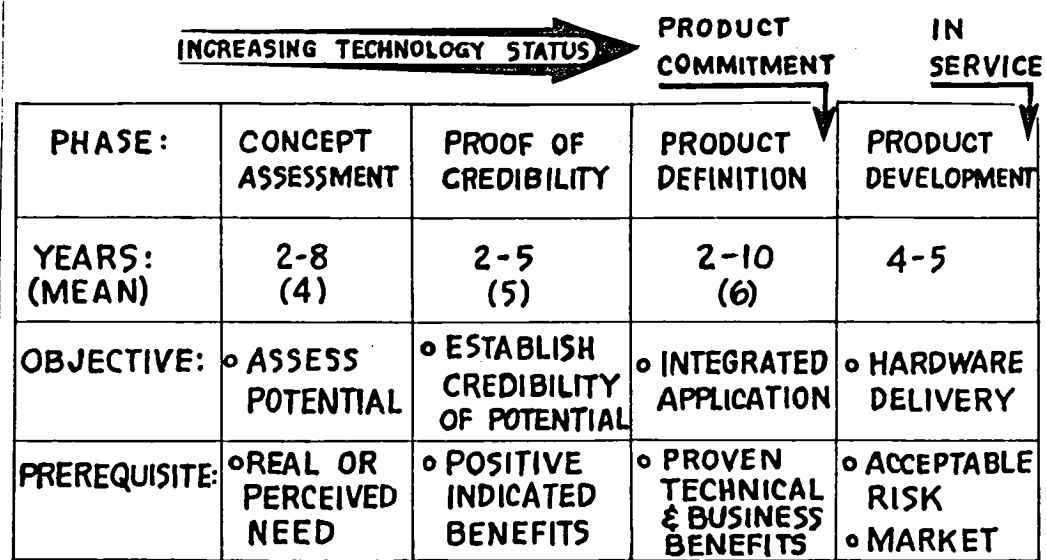 INCREASING TECHNOLOGY STATUS
PRODUCT
COMMITMENT
IN
SERVICE
PHASE:
CONCEPT
ASSESSMENT
PROOF OF
CREDIBILITY
PRODUCT
DEFINITION
PRODUCT
DEVELOPMENT
YEARS:
(MEAN)
2-8
(4)
2-5
(5)
2-10
(6)
4-5
OBJECTIVE:
o ASSESS
POTENTIAL
o ESTABLISH
CREDIBILITY
OF POTENTIAL
o INTEGRATED
APPLICATION
o HARDWARE
DELIVERY
PREREQUISITE:
o REAL OR
PERCEIVED
NEED
o POSITIVE
INDICATED
BENEFITS
o PROVEN
TECHNICAL
& BUSINESS
BENEFITS
o ACCEPTABLE
RISK
o MARKET